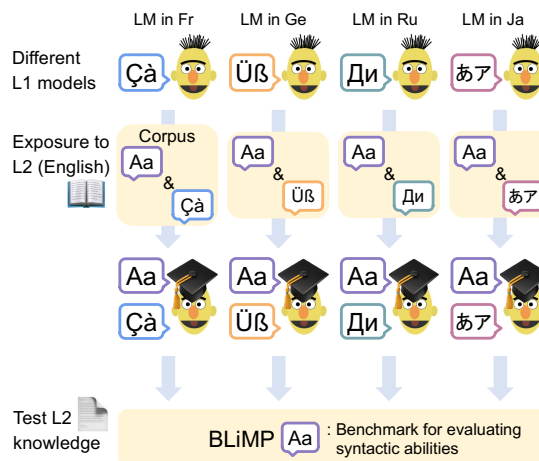 LM in Fr LM in Ge LM in Ru LM in Ja
Different
L1 models
Çà Üß Ди あア
Exposure to
L2 (English)
Corpus
Aa Aa Aa Aa
& & & &
Çà Üß Ди あア
Aa Aa Aa Aa
Çà Üß Ди あア
Test L2
knowledge
BLiMP Aa : Benchmark for evaluating
syntactic abilities